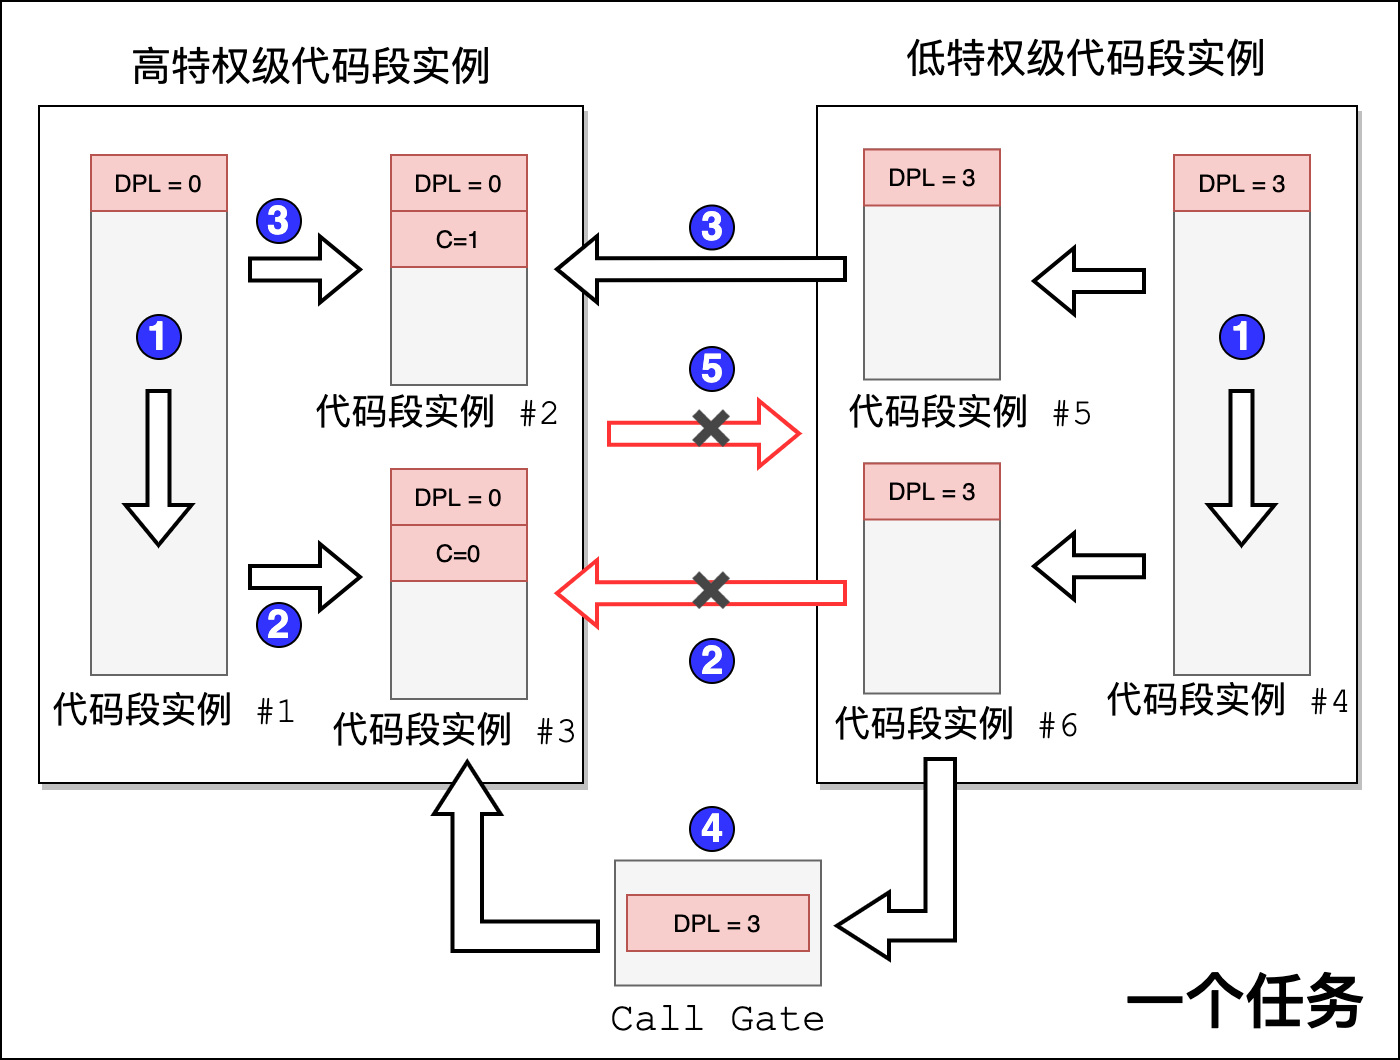 高特权级代码段实例
低特权级代码段实例
DPL = 0
DPL = 0
C=1
DPL = 3
DPL = 3
3
3
1
1
5
代码段实例 #2
代码段实例 #5
DPL = 0
C=0
DPL = 3
2
2
代码段实例 #1
代码段实例 #3
代码段实例 #6
代码段实例 #4
4
DPL = 3
Call Gate
一个任务